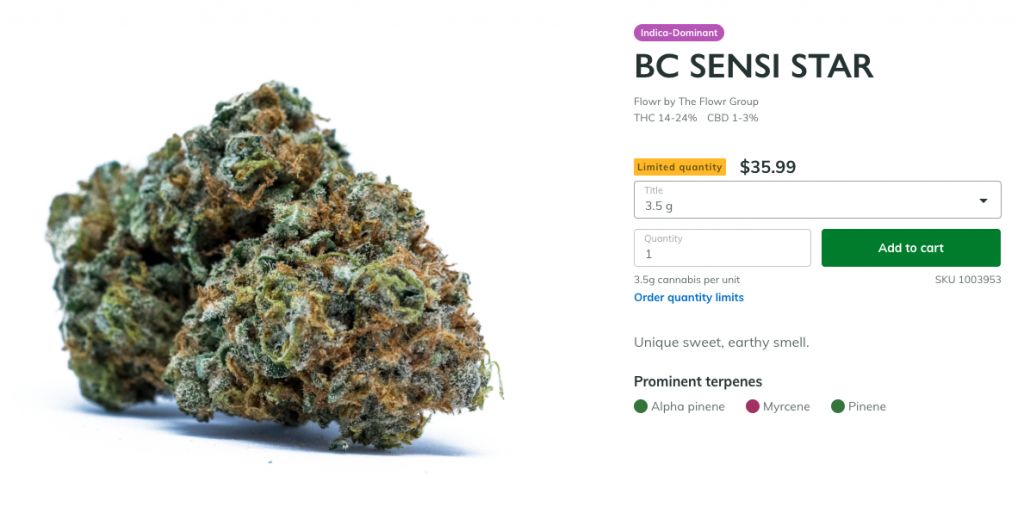 Indica-Dominant
BC SENSI STAR
Flowr by The Flowr Group
THC 14-24% CBD 1-3%
Limited quantity $35.99
Title
3.5 g
Quantity
1
Add to cart
3.5g cannabis per unit SKU 1003953
Order quantity limits
Unique sweet, earthy smell.
Prominent terpenes
Alpha pinene Myrcene Pinene